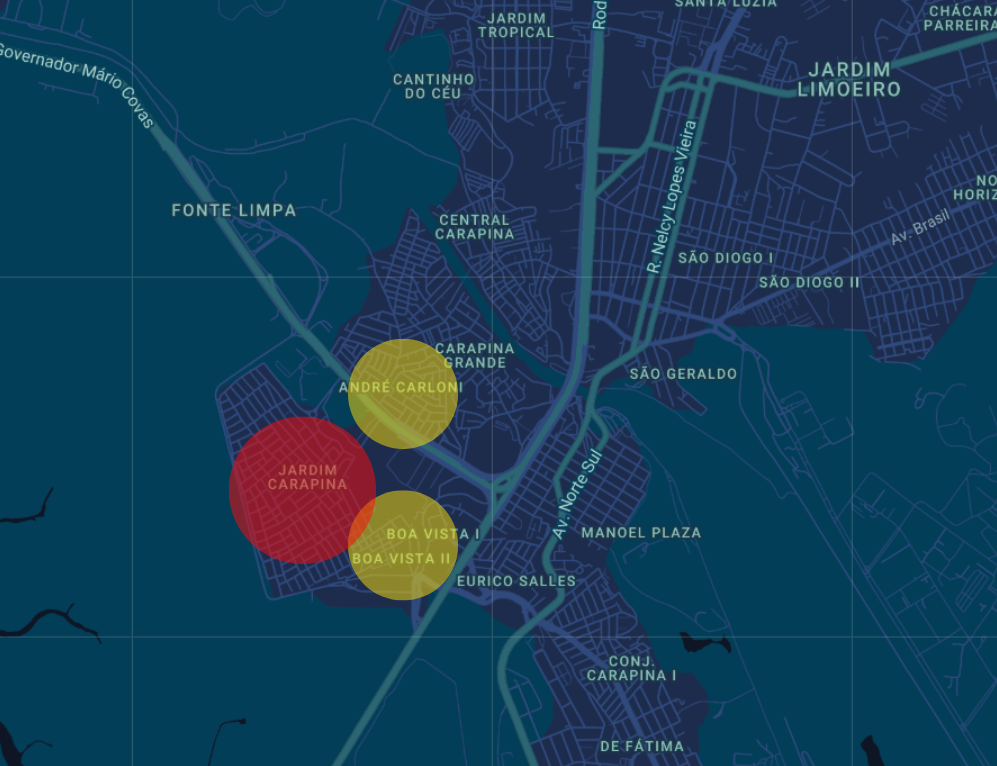 SANTA LUZIA
JARDIM
TROPICAL
Rod
CHÁCARA
PARREIRA
Governador Mário Covas
CANTINHO
DO CÉU
JARDIM
LIMOEIRO
R. Nelcy Lopes Vieira
NO
HORIZ
FONTE LIMPA
CENTRAL
CARAPINA
Av. Brasil
SÃO DIOGO I
SÃO DIOGO II
CARAPINA
GRANDE
ANDRÉ CARLONI
SÃO GERALDO
JARDIM
CARAPINA
Av. Norte Sul
BOA VISTA I
MANOEL PLAZA
BOA VISTA II
EURICO SALLES
CONJ.
CARAPINA I
DE FÁTIMA